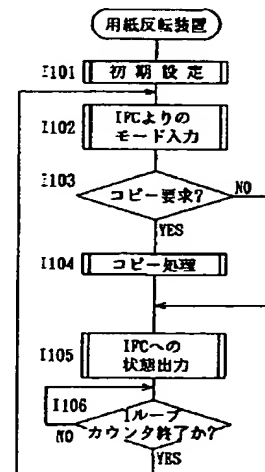 用紙反転装置
I101
初期設定
I102
IFCよりの
モード入力
I103
コピー要求?
NO
YES
I104
コピー処理
I105
IFCへの
状態出力
I106
Iループ
カウンタ終了か?
NO
YES